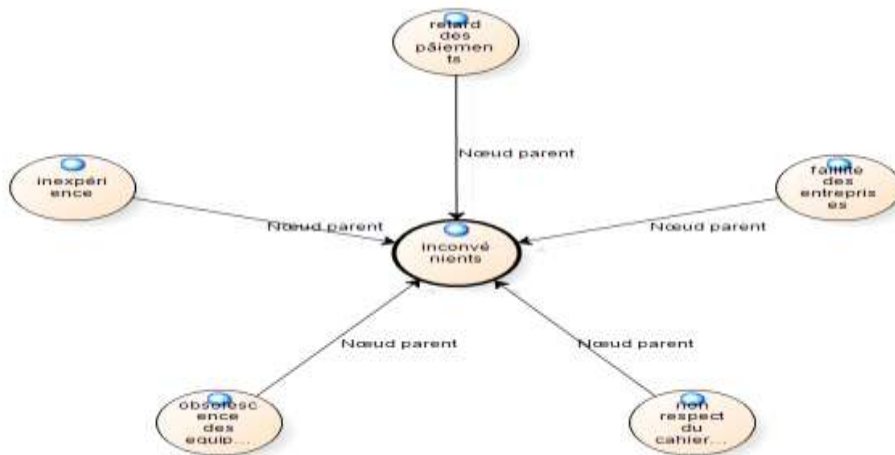 retard
des
pâiemen
ts
Nœud parent
inexpéri
ence
faillite
des
entrepris
es
Nœud parent
Nœud parent
inconvé
nients
Nœud parent
Nœud parent
obsolesc
ence
des
equip...
non
respect
du
cahier...